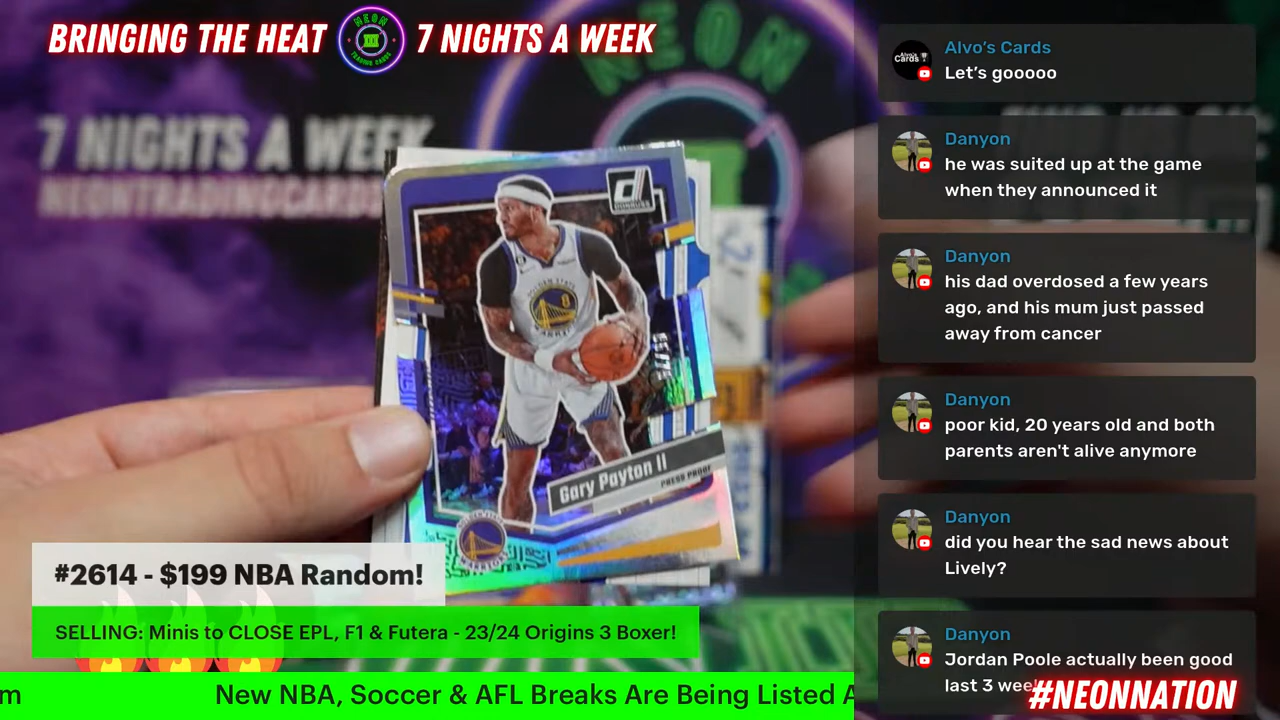 BRINGING THE HEAT
NEON
TRADING CARDS
7 NIGHTS A WEEK
7 NIGHTS A WEEK
NEONTRADINGCARDS
NEON
DONRUSS
8
Gary Payton II
PRESS PROOF
#2614 - $199 NBA Random!
SELLING: Minis to CLOSE EPL, F1 & Futera - 23/24 Origins 3 Boxer!
m
New NBA, Soccer & AFL Breaks Are Being Listed A
Alvo's Cards
Let's gooooo
Danyon
he was suited up at the game
when they announced it
Danyon
his dad overdosed a few years
ago, and his mum just passed
away from cancer
Danyon
poor kid, 20 years old and both
parents aren't alive anymore
Danyon
did you hear the sad news about
Lively?
Danyon
Jordan Poole actually been good
last 3 wee
#NEONNATION